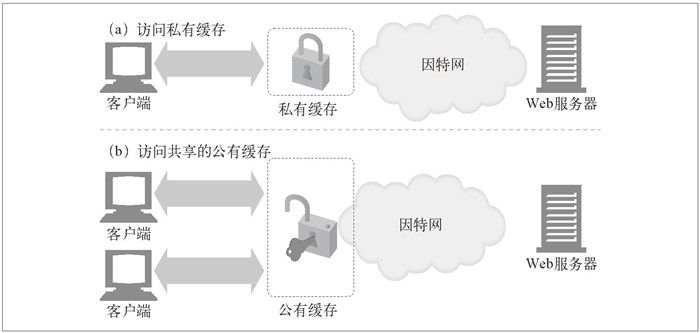 (a) 访问私有缓存
因特网
客户端
私有缓存
Web服务器
(b) 访问共享的公有缓存
客户端
因特网
Web服务器
客户端
公有缓存